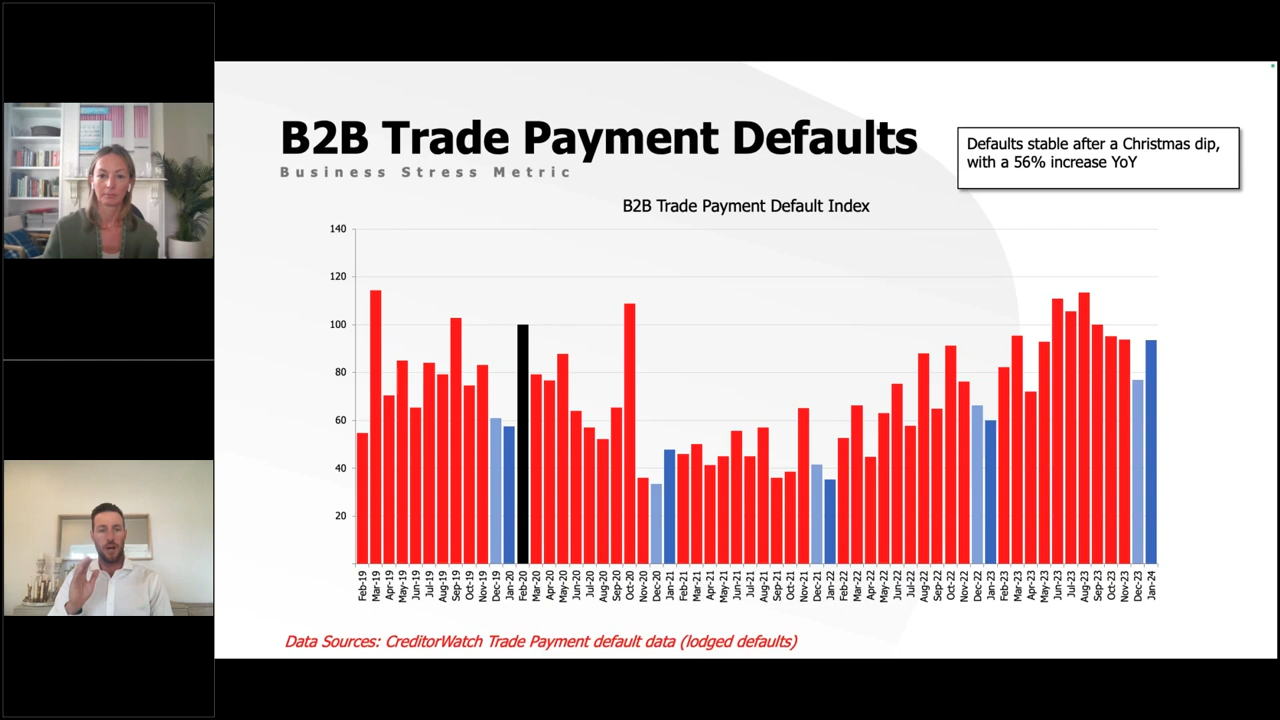 B2B Trade Payment Defaults
Business Stress Metric
Defaults stable after a Christmas dip,
with a 56% increase YoY
B2B Trade Payment Default Index
140
120
100
80
60
40
20
Feb-19
Mar-19
Apr-19
May-19
Jun-19
Jul-19
Aug-19
Sep-19
Oct-19
Nov-19
Dec-19
Jan-20
Feb-20
Mar-20
Apr-20
May-20
Jun-20
Jul-20
Aug-20
Sep-20
Oct-20
Nov-20
Dec-20
Jan-21
Feb-21
Mar-21
Apr-21
May-21
Jun-21
Jul-21
Aug-21
Sep-21
Oct-21
Nov-21
Dec-21
Jan-22
Feb-22
Mar-22
Apr-22
May-22
Jun-22
Jul-22
Aug-22
Sep-22
Oct-22
Nov-22
Dec-22
Jan-23
Feb-23
Mar-23
Apr-23
May-23
Jun-23
Jul-23
Aug-23
Sep-23
Oct-23
Nov-23
Dec-23
Jan-24
Data Sources: CreditorWatch Trade Payment default data (lodged defaults)